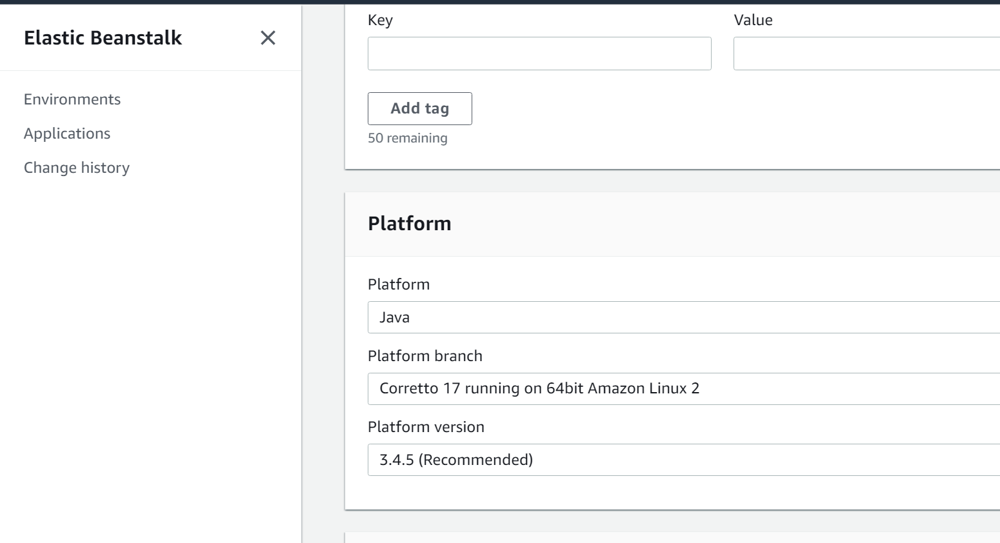 Elastic Beanstalk
Environments
Applications
Change history
Key
Value
Add tag
50 remaining
Platform
Platform
Java
Platform branch
Corretto 17 running on 64bit Amazon Linux 2
Platform version
3.4.5 (Recommended)